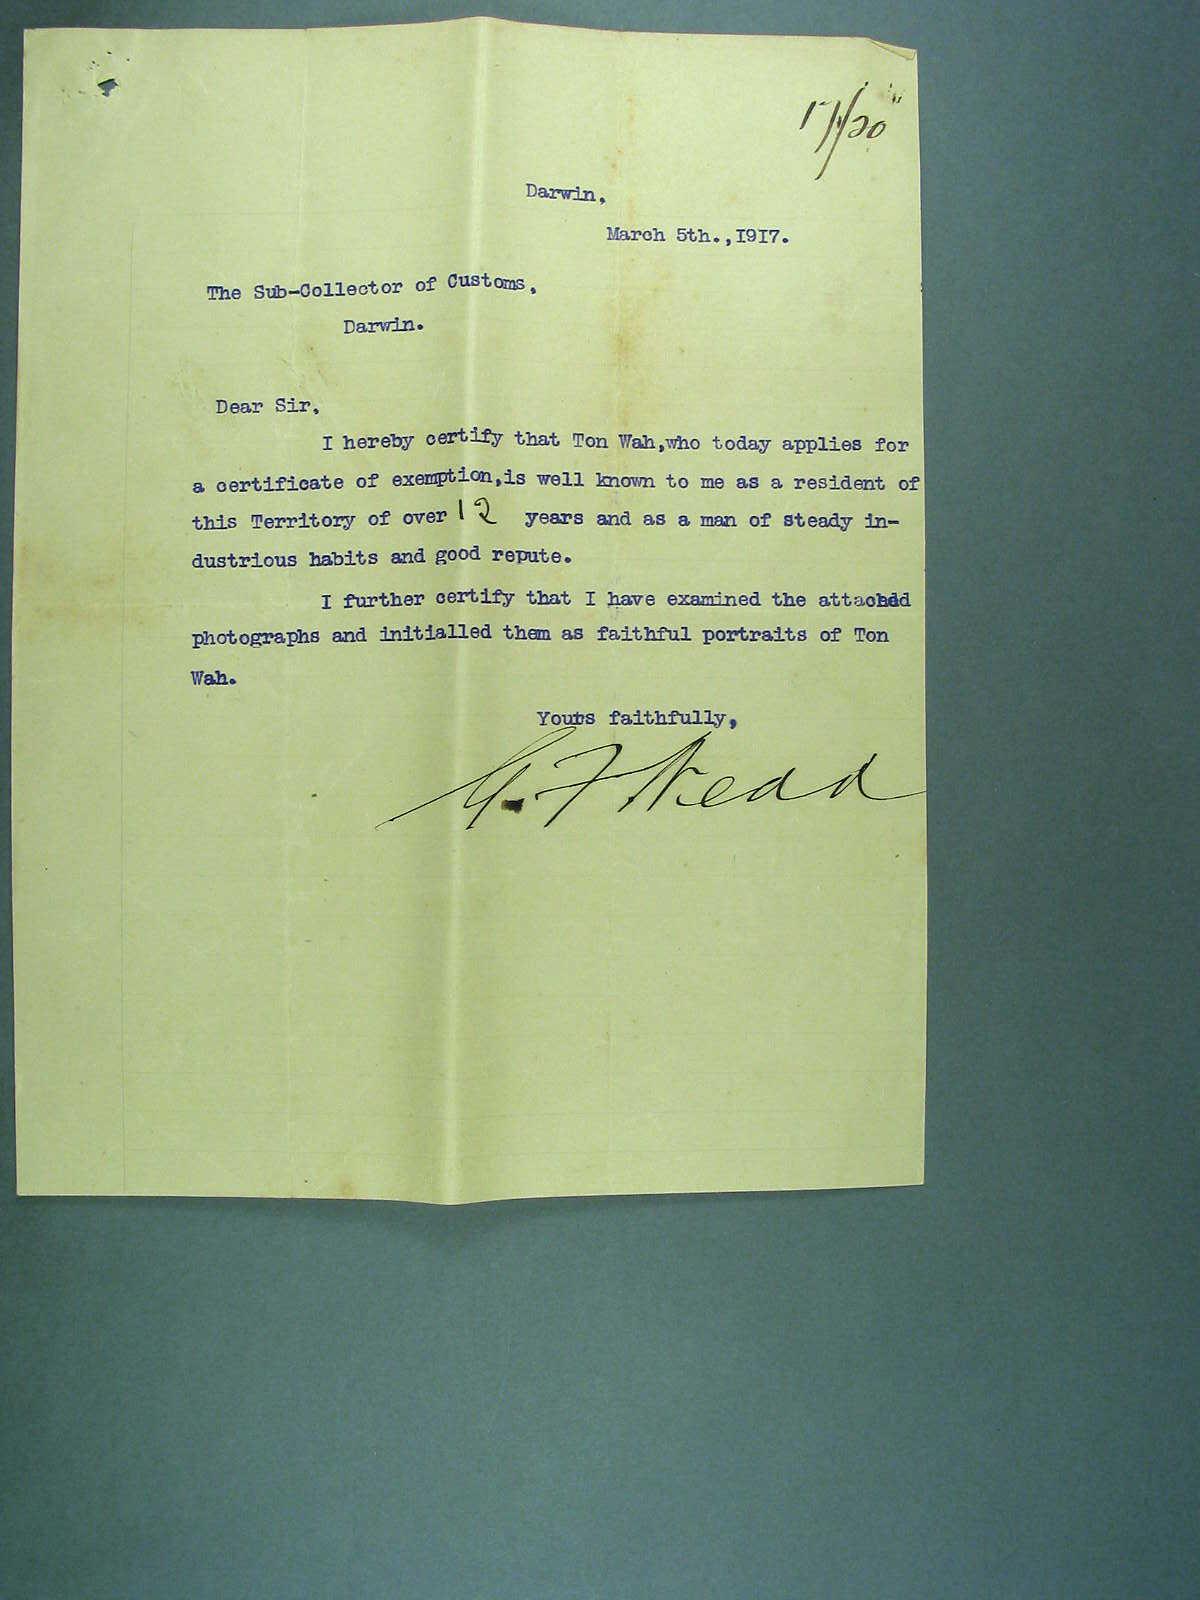 17/20
Darwin,
March 5th.,1917.
The Sub-Collector of Customs,
Darwin.
Dear Sir,
I hereby certify that Ton Wah,who today applies for
a certificate of exemption,is well known to me as a resident of
this Territory of over 12 years and as a man of steady in-
dustrious habits and good repute.
I further certify that I have examined the attached
photographs and initialled them as faithful portraits of Ton
Wah.
Yours faithfully,
G. F Nedd